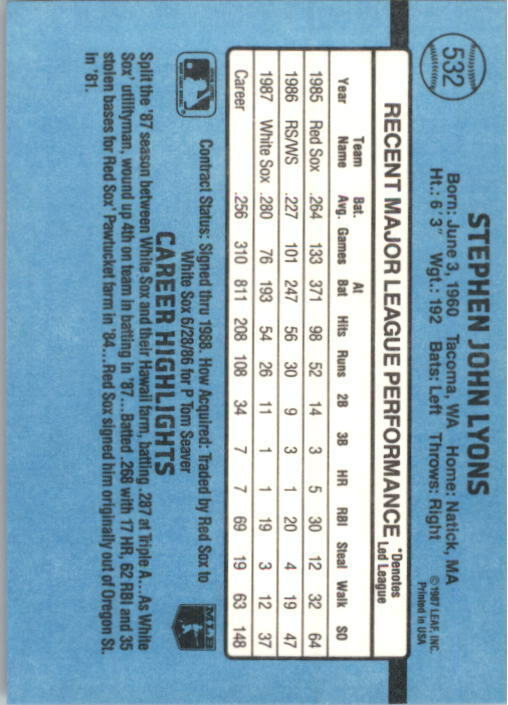 532
STEPHEN JOHN LYONS
Born: June 3, 1960 Tacoma, WA Home: Natick, MA
Ht.: 6'3" Wgt.: 192 Bats: Left Throws: Right
© 1987 LEAF, INC.
Printed in USA
RECENT MAJOR LEAGUE PERFORMANCE *Denotes Led League
Year Team Name Bat. Avg. Games At Bat Hits Runs 2B 3B HR RBI Steal Walk SO
1985 Red Sox .264 133 371 98 52 14 3 5 30 12 32 64
1986 RS/WS .227 101 247 56 30 9 3 1 20 4 19 47
1987 White Sox .280 76 193 54 26 11 1 1 19 3 12 37
Career .256 310 811 208 108 34 7 7 69 19 63 148
Contract Status: Signed thru 1988. How Acquired: Traded by Red Sox to
White Sox 6/28/86 for P Tom Seaver
MLB
CAREER HIGHLIGHTS
Split the '87 season between White Sox and their Hawaii farm, batting .287 at Triple A...As White
Sox' utilityman, wound up 4th on team in batting in '87...Batted .268 with 17 HR, 62 RBI and 35
stolen bases for Red Sox' Pawtucket farm in '84...Red Sox signed him originally out of Oregon St.
in '81.